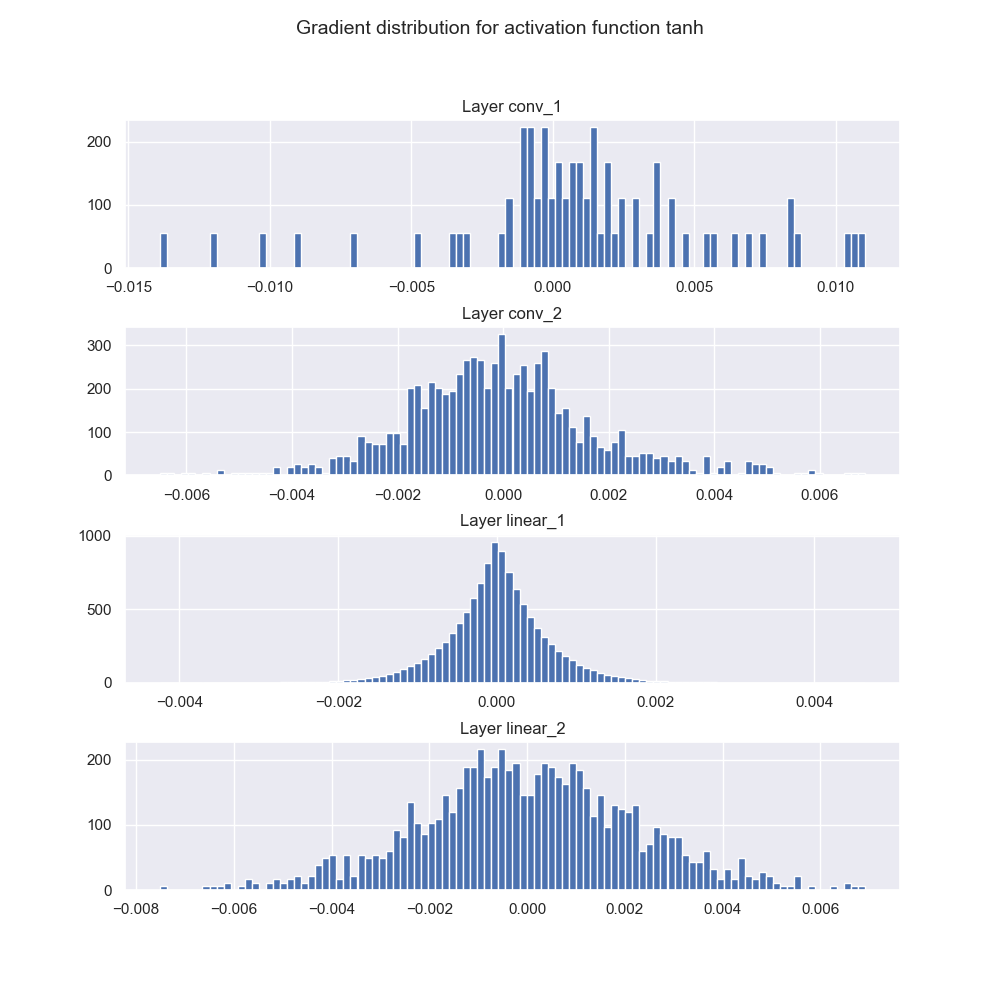 Gradient distribution for activation function tanh
Layer conv_1
200
100
0
−0.015 −0.010 −0.005 0.000 0.005 0.010
Layer conv_2
300
200
100
0
−0.006 −0.004 −0.002 0.000 0.002 0.004 0.006
Layer linear_1
1000
500
0
−0.004 −0.002 0.000 0.002 0.004
Layer linear_2
200
100
0
−0.008 −0.006 −0.004 −0.002 0.000 0.002 0.004 0.006